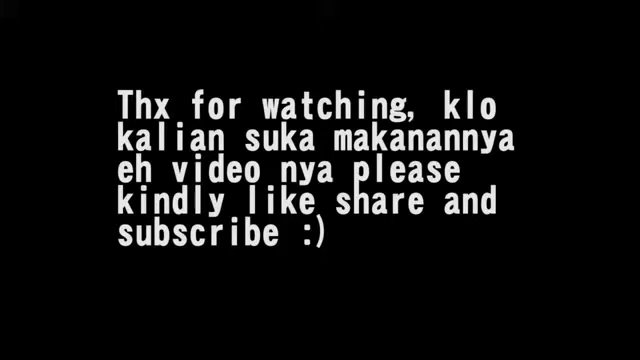 Thx for watching, klo
kalian suka makanannya
eh video nya please
kindly like share and
subscribe :)